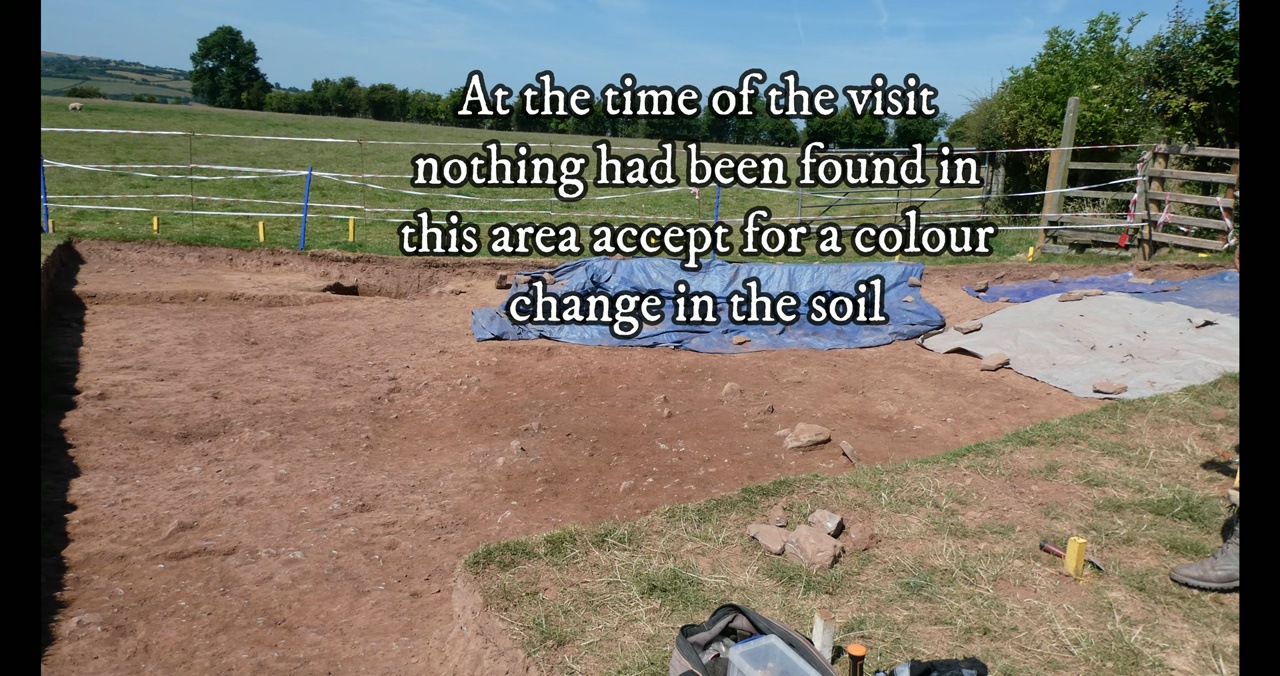 At the time of the visit
nothing had been found in
this area accept for a colour
change in the soil